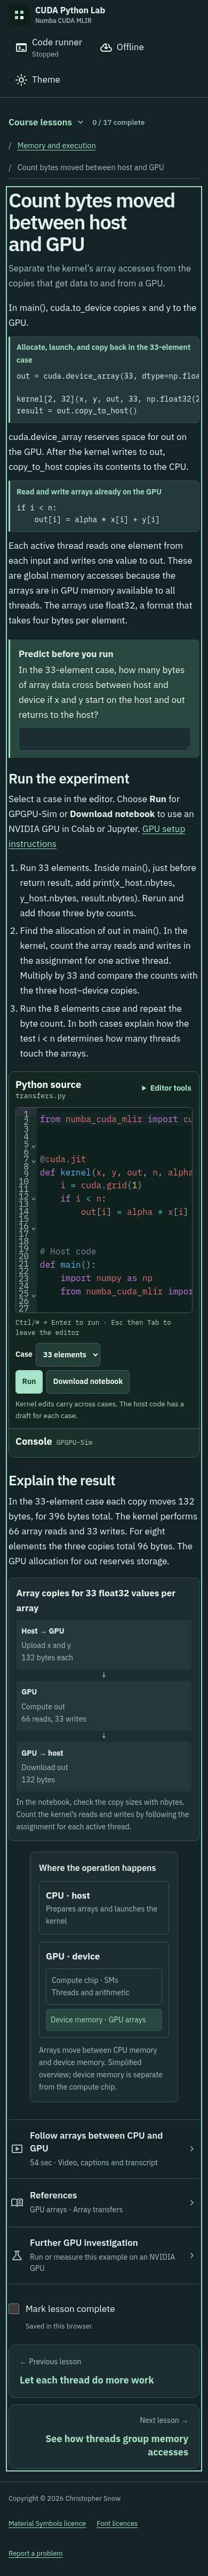 CUDA Python Lab
Numba CUDA MLIR
Code runner
Stopped
Offline
Theme
Course lessons
0 / 17 complete
/ Memory and execution
/ Count bytes moved between host and GPU
Count bytes moved
between host
and GPU
Separate the kernel's array accesses from the
copies that get data to and from a GPU.
In main(), cuda.to_device copies x and y to the
GPU.
Allocate, launch, and copy back in the 33-element
case
out = cuda.device_array(33, dtype=np.floa
kernel[2, 32](x, y, out, 33, np.float32(2
result = out.copy_to_host()
cuda.device_array reserves space for out on
the GPU. After the kernel writes to out,
copy_to_host copies its contents to the CPU.
Read and write arrays already on the GPU
if i < n:
out[i] = alpha * x[i] + y[i]
Each active thread reads one element from
each input and writes one value to out. These
are global memory accesses because the
arrays are in GPU memory available to all
threads. The arrays use float32, a format that
takes four bytes per element.
Predict before you run
In the 33-element case, how many bytes
of array data cross between host and
device if x and y start on the host and out
returns to the host?
Run the experiment
Select a case in the editor. Choose Run for
GPGPU-Sim or Download notebook to use an
NVIDIA GPU in Colab or Jupyter. GPU setup
instructions
1. Run 33 elements. Inside main(), just before
return result, add print(x_host.nbytes,
y_host.nbytes, result.nbytes). Rerun and
add those three byte counts.
2. Find the allocation of out in main(). In the
kernel, count the array reads and writes in
the assignment for one active thread.
Multiply by 33 and compare the counts with
the three host–device copies.
3. Run the 8 elements case and repeat the
byte count. In both cases explain how the
test i < n determines how many threads
touch the arrays.
Python source
transfers.py
Editor tools
1
from numba_cuda_mlir import cu
@cuda.jit
def kernel(x, y, out, n, alpha
i = cuda.grid(1)
if i < n:
out[i] = alpha * x[i]
# Host code
def main():
import numpy as np
from numba_cuda_mlir impor
Ctrl/⌘ + Enter to run · Esc then Tab to
leave the editor
Case 33 elements
Run Download notebook
Kernel edits carry across cases. The host code has a
draft for each case.
Console GPGPU-Sim
Explain the result
In the 33-element case each copy moves 132
bytes, for 396 bytes total. The kernel performs
66 array reads and 33 writes. For eight
elements the three copies total 96 bytes. The
GPU allocation for out reserves storage.
Array copies for 33 float32 values per
array
Host → GPU
Upload x and y
132 bytes each
↓
GPU
Compute out
66 reads, 33 writes
↓
GPU → host
Download out
132 bytes
In the notebook, check the copy sizes with nbytes.
Count the kernel's reads and writes by following the
assignment for each active thread.
Where the operation happens
CPU · host
Prepares arrays and launches the
kernel
GPU · device
Compute chip · SMs
Threads and arithmetic
Device memory · GPU arrays
Arrays move between CPU memory
and device memory. Simplified
overview; device memory is separate
from the compute chip.
Follow arrays between CPU and
GPU
54 sec · Video, captions and transcript
References
GPU arrays · Array transfers
Further GPU investigation
Run or measure this example on an NVIDIA
GPU
Mark lesson complete
Saved in this browser.
← Previous lesson
Let each thread do more work
Next lesson →
See how threads group memory
accesses
Copyright © 2026 Christopher Snow
Material Symbols licence Font licences
Report a problem